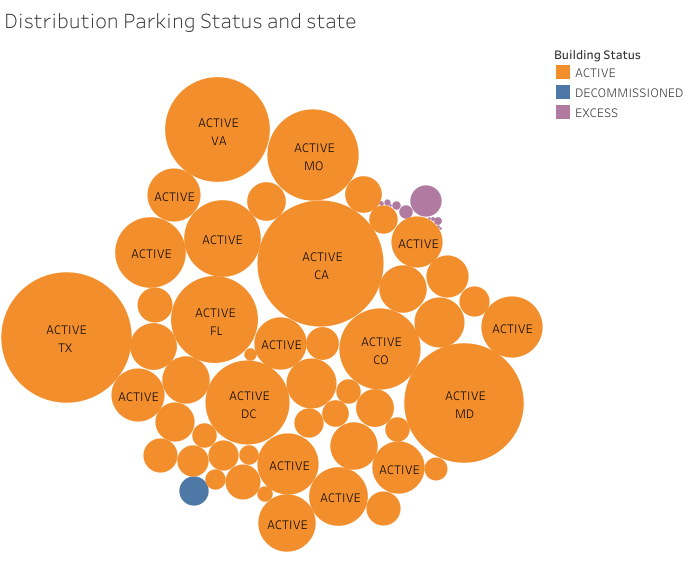 Distribution Parking Status and state
Building Status
ACTIVE
DECOMMISSIONED
EXCESS
ACTIVE
VA
ACTIVE
MO
ACTIVE
ACTIVE
ACTIVE
ACTIVE
ACTIVE
CA
ACTIVE
TX
ACTIVE
FL
ACTIVE
ACTIVE
CO
ACTIVE
ACTIVE
ACTIVE
DC
ACTIVE
MD
ACTIVE
ACTIVE
ACTIVE
ACTIVE